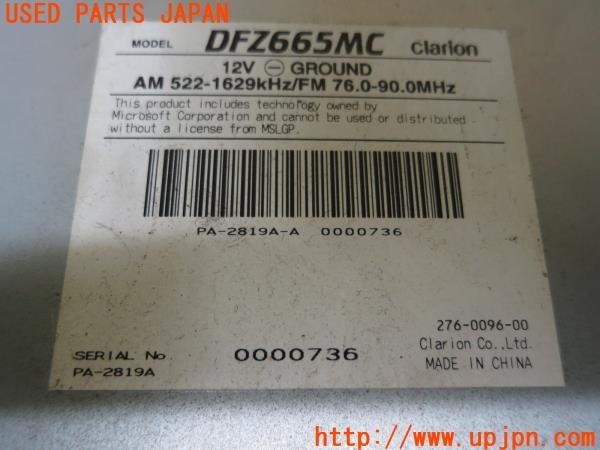 USED PARTS JAPAN
MODEL DFZ665MC Clarion
12V ⊖ GROUND
AM 522-1629kHz/FM 76.0-90.0MHz
This product includes technology owned by
Microsoft Corporation and cannot be used or distributed
without a license from MSLGP.
PA-2819A-A 0000736
276-0096-00
Clarion Co.,Ltd.
MADE IN CHINA
SERIAL No. 0000736
PA-2819A
http://www.upjpn.com/